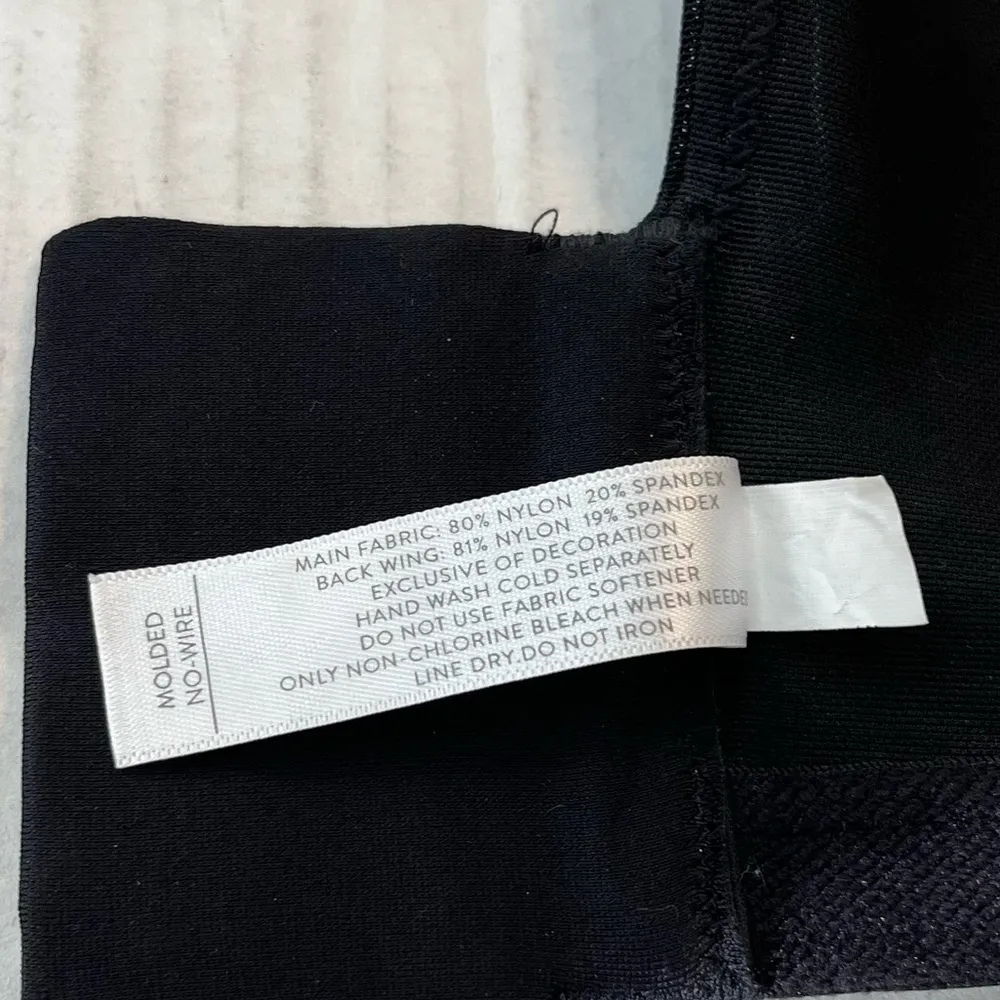 MAIN FABRIC: 80% NYLON 20% SPANDEX
BACK WING: 81% NYLON 19% SPANDEX
EXCLUSIVE OF DECORATION
HAND WASH COLD SEPARATELY
DO NOT USE FABRIC SOFTENER
ONLY NON-CHLORINE BLEACH WHEN NEEDE
LINE DRY.DO NOT IRON
MOLDED
NO-WIRE